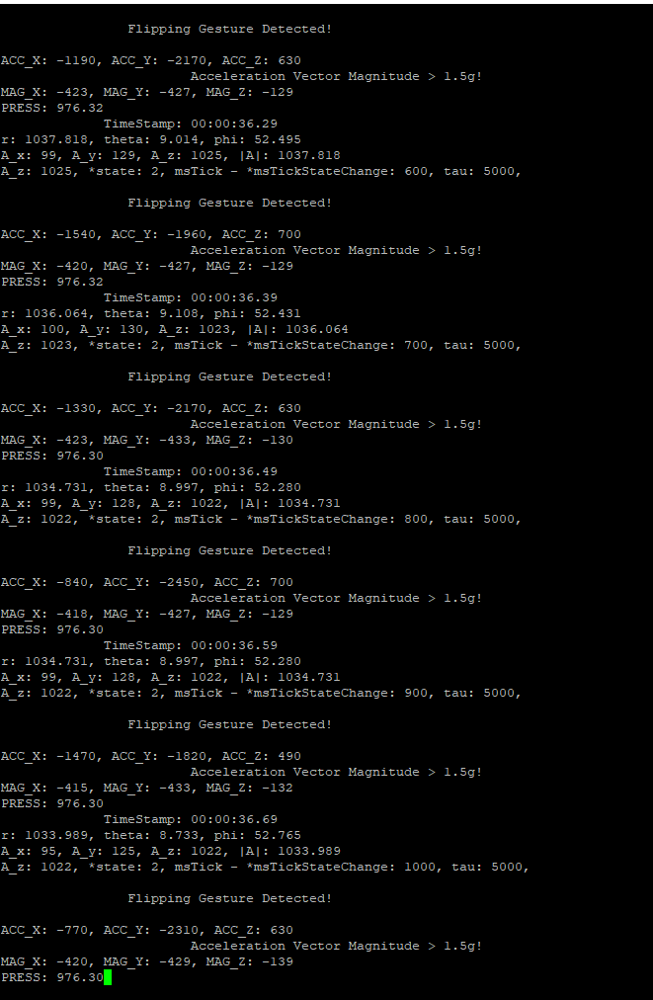 Flipping Gesture Detected!
ACC_X: -1190, ACC_Y: -2170, ACC_Z: 630
Acceleration Vector Magnitude > 1.5g!
MAG_X: -423, MAG_Y: -427, MAG_Z: -129
PRESS: 976.32
TimeStamp: 00:00:36.29
r: 1037.818, theta: 9.014, phi: 52.495
A_x: 99, A_y: 129, A_z: 1025, |A|: 1037.818
A_z: 1025, *state: 2, msTick - *msTickStateChange: 600, tau: 5000,
Flipping Gesture Detected!
ACC_X: -1540, ACC_Y: -1960, ACC_Z: 700
Acceleration Vector Magnitude > 1.5g!
MAG_X: -420, MAG_Y: -427, MAG_Z: -129
PRESS: 976.32
TimeStamp: 00:00:36.39
r: 1036.064, theta: 9.108, phi: 52.431
A_x: 100, A_y: 130, A_z: 1023, |A|: 1036.064
A_z: 1023, *state: 2, msTick - *msTickStateChange: 700, tau: 5000,
Flipping Gesture Detected!
ACC_X: -1330, ACC_Y: -2170, ACC_Z: 630
Acceleration Vector Magnitude > 1.5g!
MAG_X: -423, MAG_Y: -433, MAG_Z: -130
PRESS: 976.30
TimeStamp: 00:00:36.49
r: 1034.731, theta: 8.997, phi: 52.280
A_x: 99, A_y: 128, A_z: 1022, |A|: 1034.731
A_z: 1022, *state: 2, msTick - *msTickStateChange: 800, tau: 5000,
Flipping Gesture Detected!
ACC_X: -840, ACC_Y: -2450, ACC_Z: 700
Acceleration Vector Magnitude > 1.5g!
MAG_X: -418, MAG_Y: -427, MAG_Z: -129
PRESS: 976.30
TimeStamp: 00:00:36.59
r: 1034.731, theta: 8.997, phi: 52.280
A_x: 99, A_y: 128, A_z: 1022, |A|: 1034.731
A_z: 1022, *state: 2, msTick - *msTickStateChange: 900, tau: 5000,
Flipping Gesture Detected!
ACC_X: -1470, ACC_Y: -1820, ACC_Z: 490
Acceleration Vector Magnitude > 1.5g!
MAG_X: -415, MAG_Y: -433, MAG_Z: -132
PRESS: 976.30
TimeStamp: 00:00:36.69
r: 1033.989, theta: 8.733, phi: 52.765
A_x: 95, A_y: 125, A_z: 1022, |A|: 1033.989
A_z: 1022, *state: 2, msTick - *msTickStateChange: 1000, tau: 5000,
Flipping Gesture Detected!
ACC_X: -770, ACC_Y: -2310, ACC_Z: 630
Acceleration Vector Magnitude > 1.5g!
MAG_X: -420, MAG_Y: -429, MAG_Z: -139
PRESS: 976.30